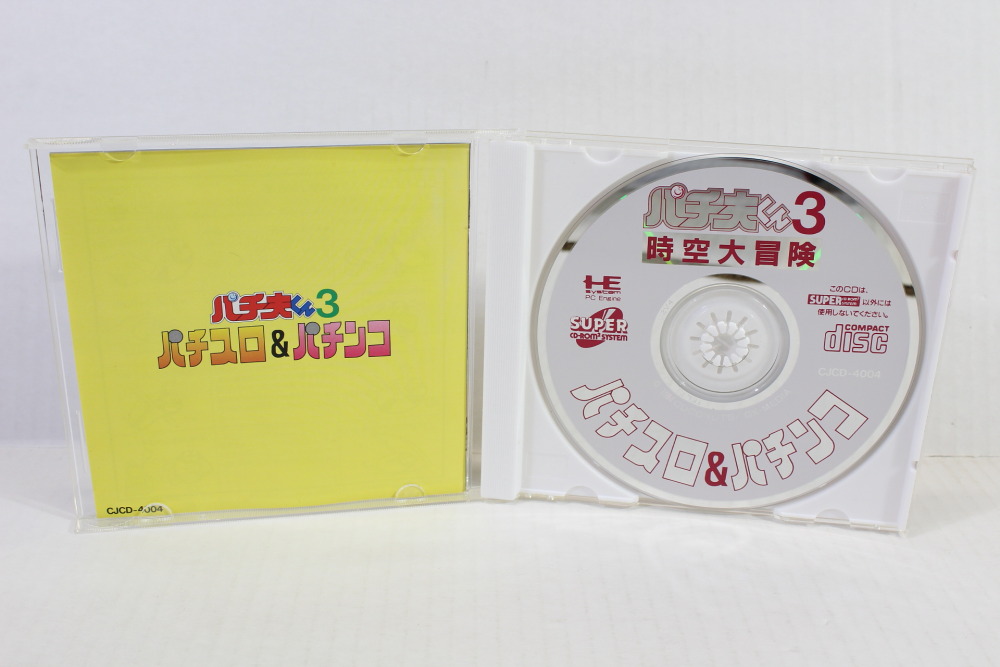 パチ夫くん3
パチスロ&パチンコ
CJCD-4004
パチ夫くん3
時空大冒険
HE
system
PC Engine
SUPER
CD-ROM² SYSTEM
このCDは、
SUPER CD-ROM² SYSTEM 以外には
使用しないでください。
COMPACT
disc
CJCD-4004
パチスロ&パチンコ